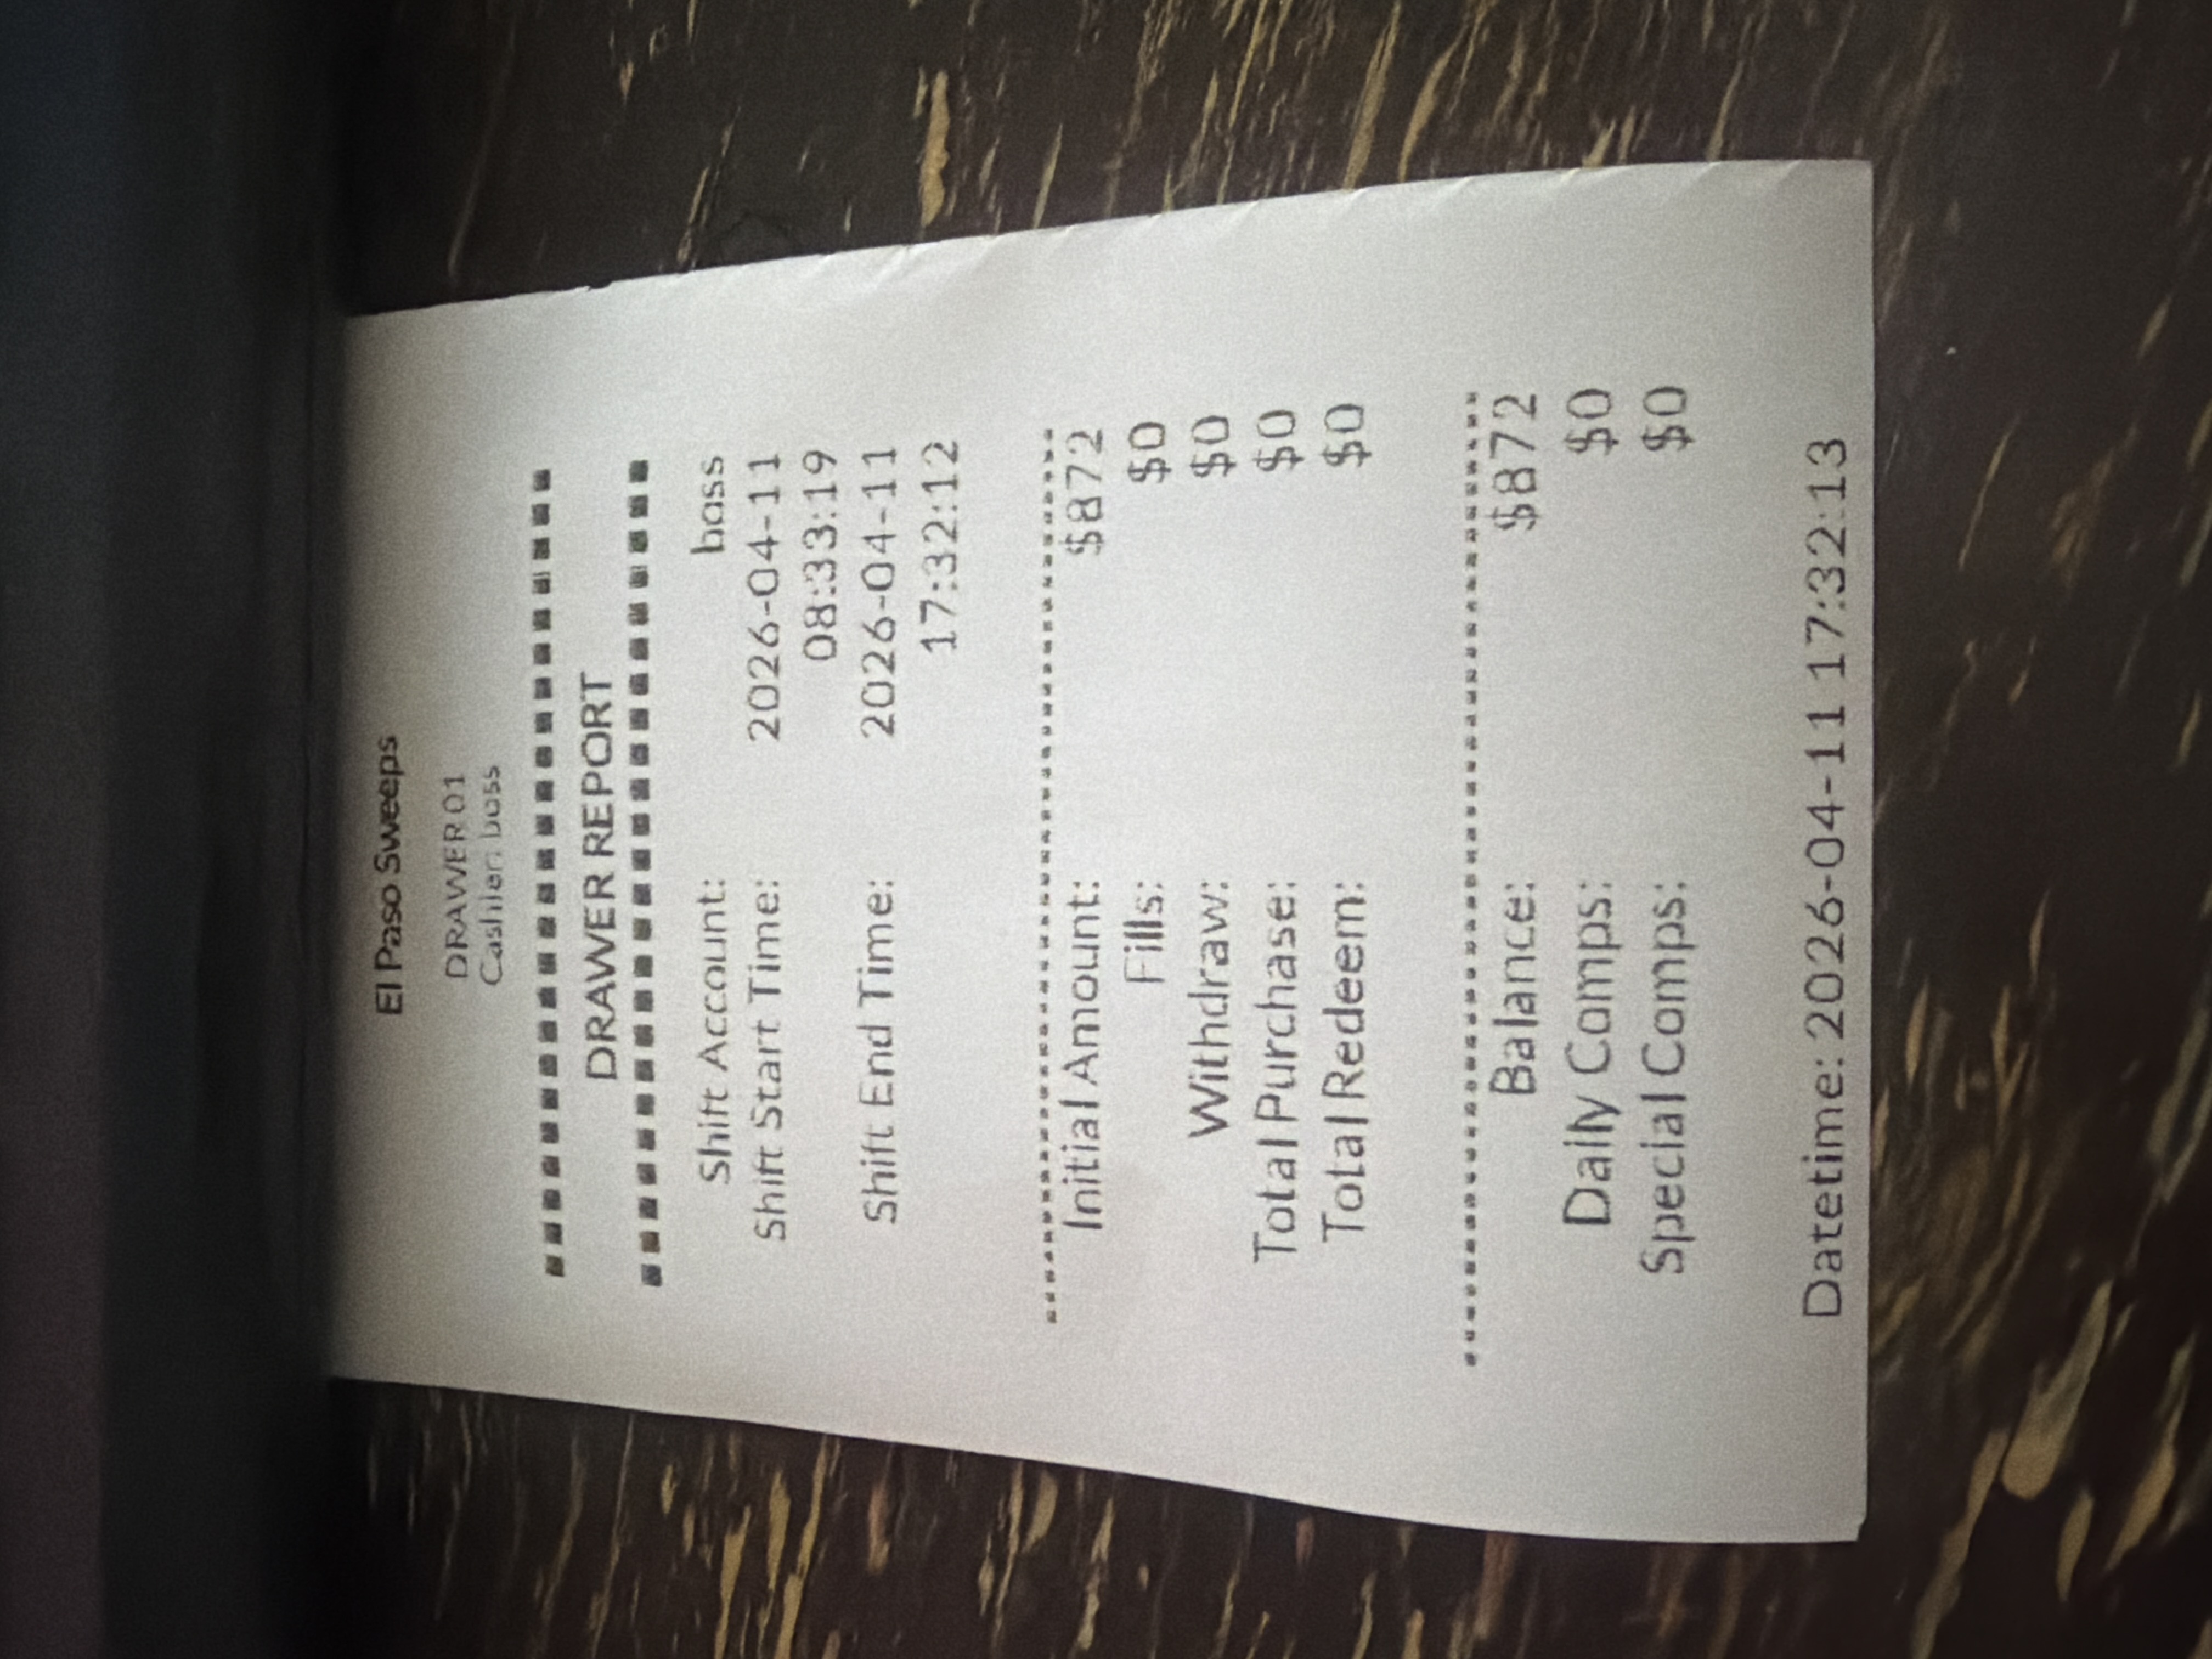 El Paso Sweeps
DRAWER 01
Cashier: boss
DRAWER REPORT
Shift Account: boss
Shift Start Time: 2026-04-11
08:33:19
Shift End Time: 2026-04-11
17:32:12
Initial Amount: $872
Fills: $0
Withdraw: $0
Total Purchase: $0
Total Redeem: $0
Balance: $872
Daily Comps: $0
Special Comps: $0
Datetime: 2026-04-11 17:32:13